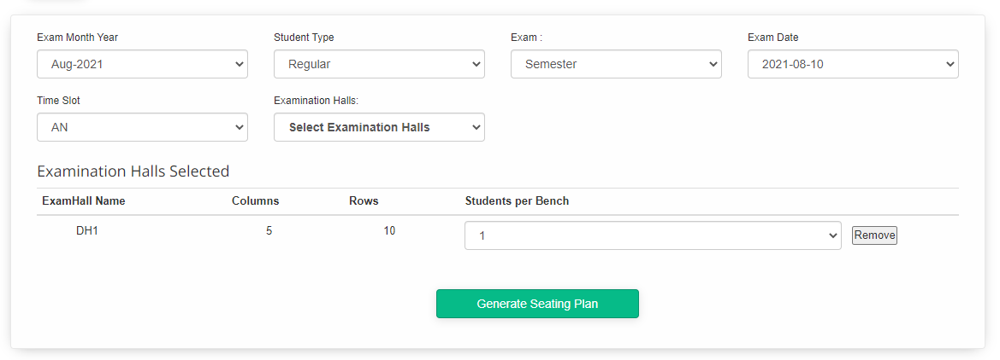 Exam Month Year Student Type Exam : Exam Date
Aug-2021 Regular Semester 2021-08-10
Time Slot Examination Halls:
AN Select Examination Halls
Examination Halls Selected
ExamHall Name Columns Rows Students per Bench
DH1 5 10 1 Remove
Generate Seating Plan